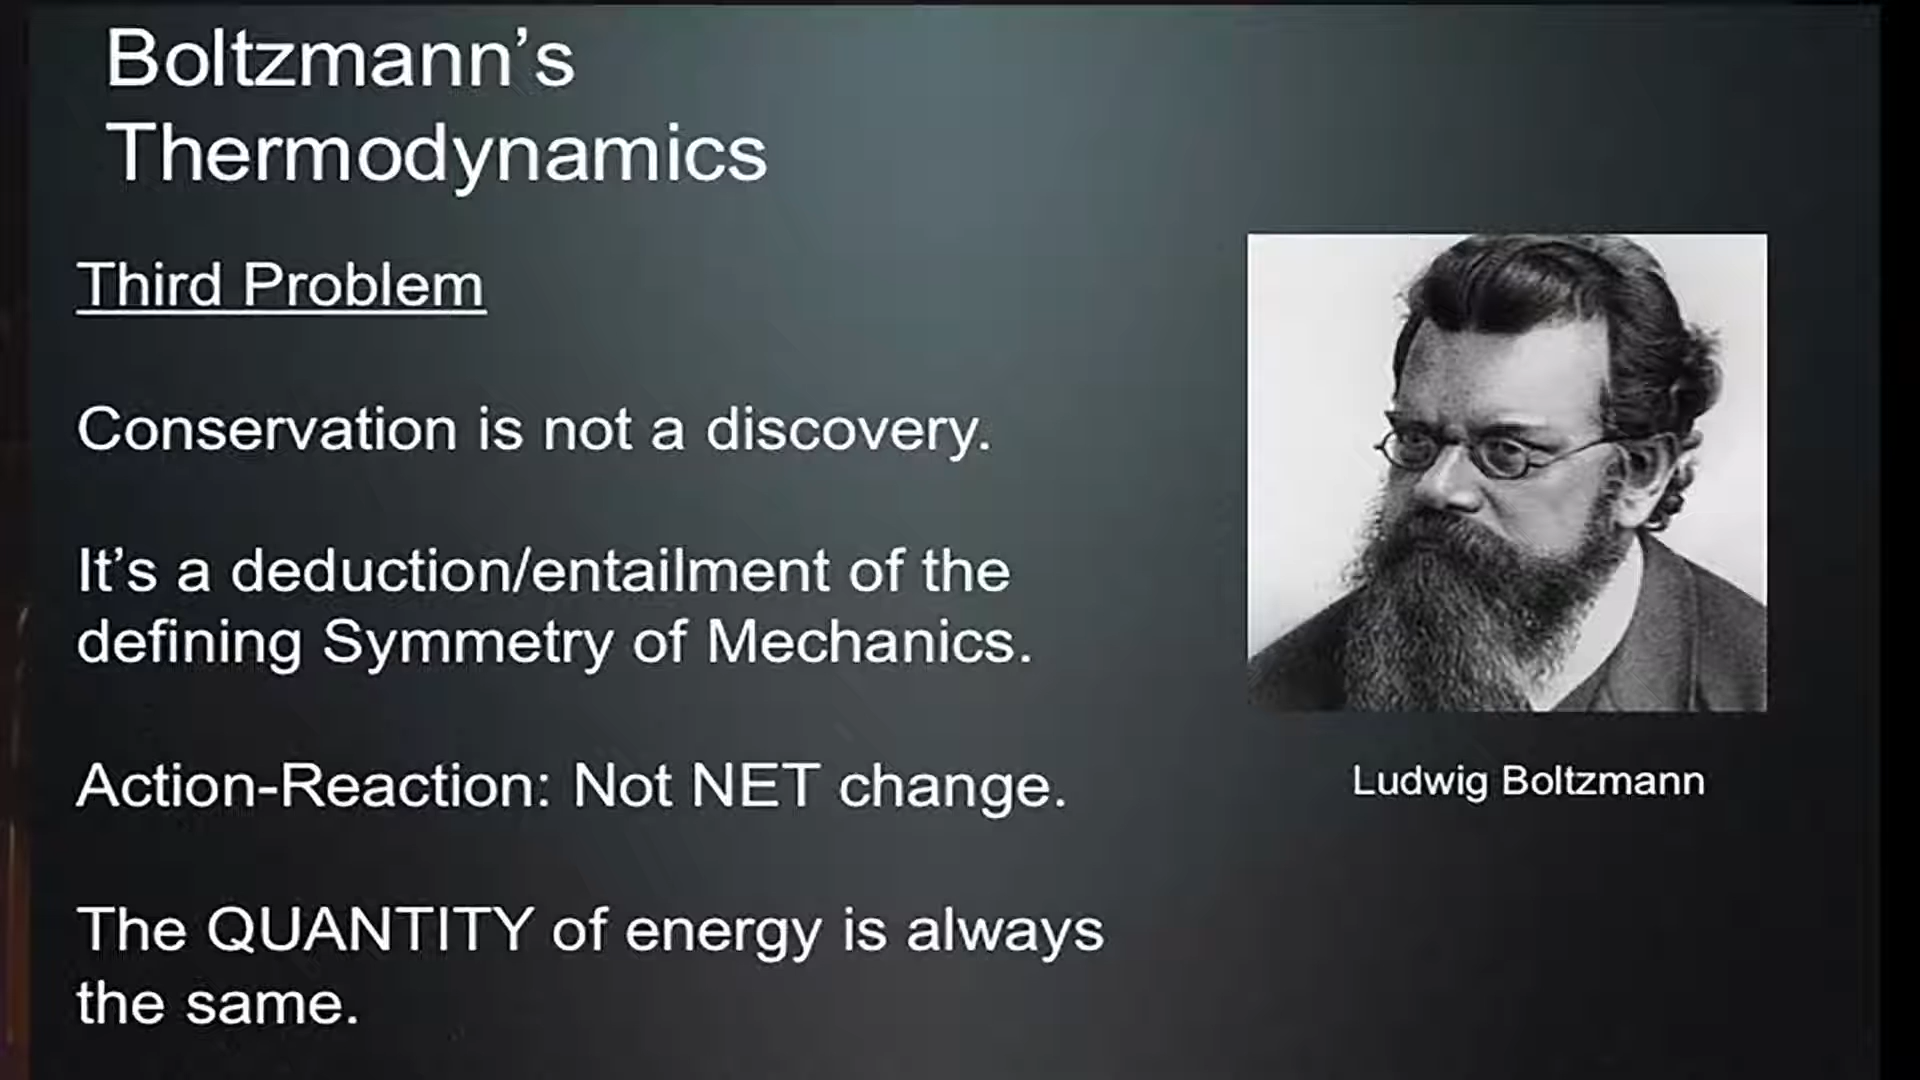 Boltzmann’s
Thermodynamics
Third Problem
Conservation is not a discovery.
It’s a deduction/entailment of the
defining Symmetry of Mechanics.
Action-Reaction: Not NET change.
The QUANTITY of energy is always
the same.
Ludwig Boltzmann